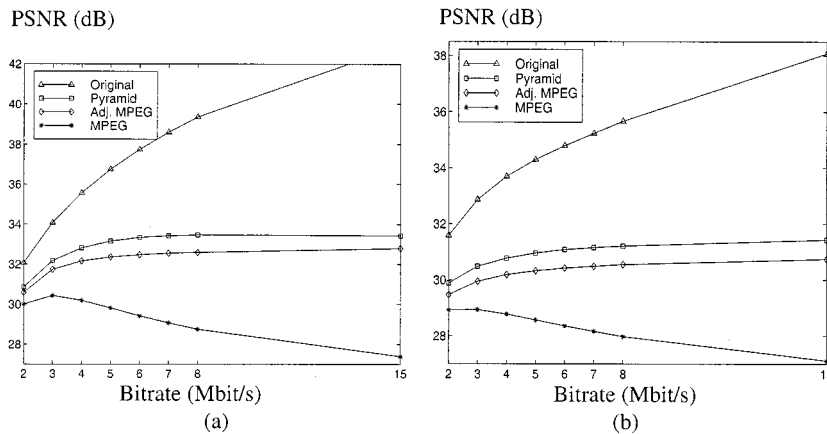 PSNR (dB)
42
40
38
36
34
32
30
28
2 3 4 5 6 7 8 15
Original
Pyramid
Adj. MPEG
MPEG
Bitrate (Mbit/s)
(a)
PSNR (dB)
38
36
34
32
30
28
2 3 4 5 6 7 8 1
Original
Pyramid
Adj. MPEG
MPEG
Bitrate (Mbit/s)
(b)